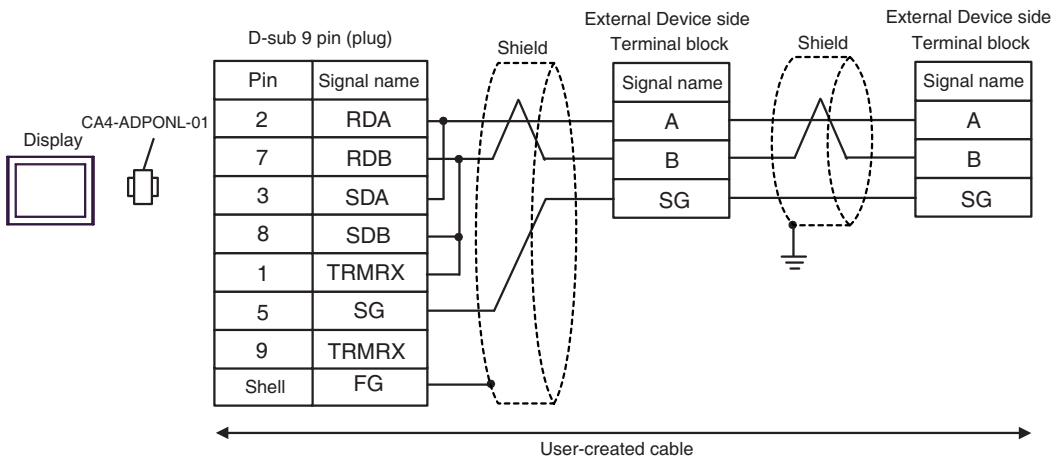 Display
CA4-ADPONL-01
D-sub 9 pin (plug)
Pin Signal name
2 RDA
7 RDB
3 SDA
8 SDB
1 TRMRX
5 SG
9 TRMRX
Shell FG
Shield
External Device side
Terminal block
Signal name
A
B
SG
Shield
External Device side
Terminal block
Signal name
A
B
SG
User-created cable